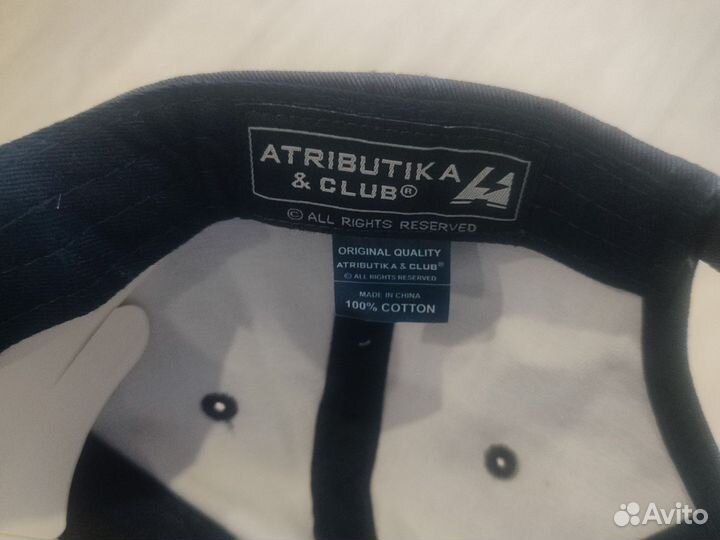 ATRIBUTIKA
& CLUB®
© ALL RIGHTS RESERVED
ORIGINAL QUALITY
ATRIBUTIKA & CLUB®
© ALL RIGHTS RESERVED
MADE IN CHINA
100% COTTON
Avito